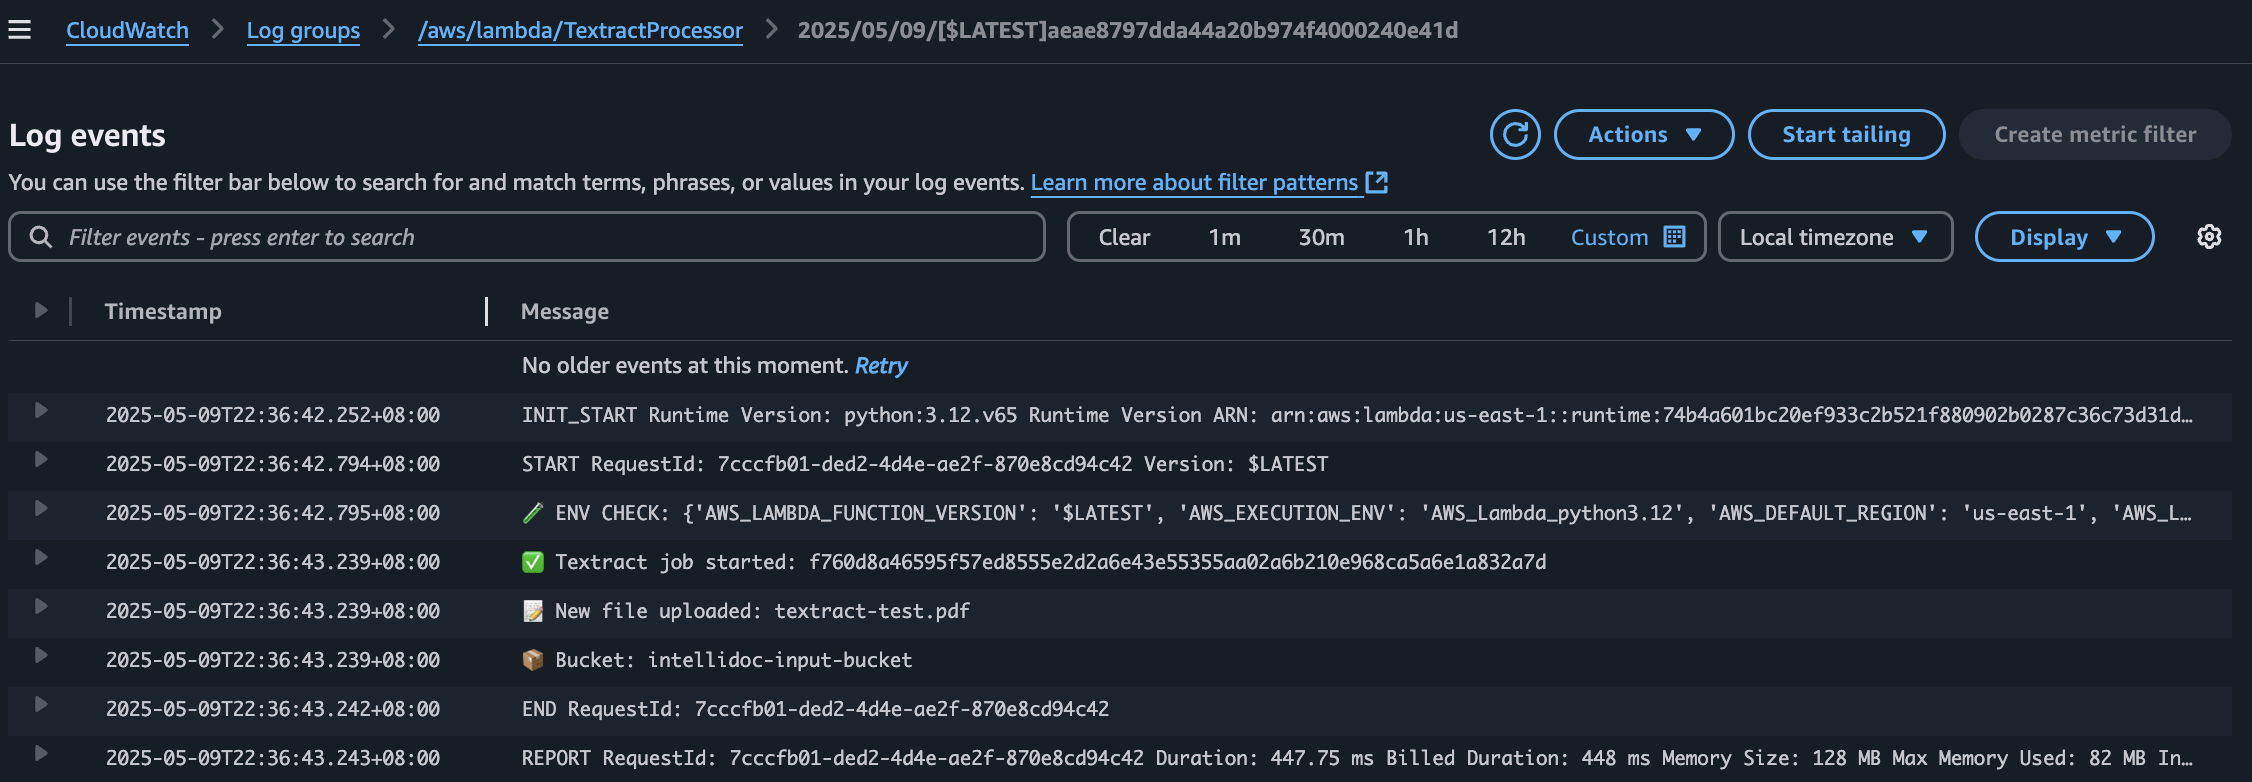 CloudWatch > Log groups > /aws/lambda/TextractProcessor > 2025/05/09/[$LATEST]aeae8797dda44a20b974f4000240e41d
Log events
Actions ▼ Start tailing Create metric filter
You can use the filter bar below to search for and match terms, phrases, or values in your log events. Learn more about filter patterns
Filter events - press enter to search Clear 1m 30m 1h 12h Custom Local timezone ▼ Display ▼
Timestamp Message
No older events at this moment. Retry
2025-05-09T22:36:42.252+08:00 INIT_START Runtime Version: python:3.12.v65 Runtime Version ARN: arn:aws:lambda:us-east-1::runtime:74b4a601bc20ef933c2b521f880902b0287c36c73d31d…
2025-05-09T22:36:42.794+08:00 START RequestId: 7cccfb01-ded2-4d4e-ae2f-870e8cd94c42 Version: $LATEST
2025-05-09T22:36:42.795+08:00 🧪 ENV CHECK: {'AWS_LAMBDA_FUNCTION_VERSION': '$LATEST', 'AWS_EXECUTION_ENV': 'AWS_Lambda_python3.12', 'AWS_DEFAULT_REGION': 'us-east-1', 'AWS_L…
2025-05-09T22:36:43.239+08:00 ✅ Textract job started: f760d8a46595f57ed8555e2d2a6e43e55355aa02a6b210e968ca5a6e1a832a7d
2025-05-09T22:36:43.239+08:00 📝 New file uploaded: textract-test.pdf
2025-05-09T22:36:43.239+08:00 📦 Bucket: intellidoc-input-bucket
2025-05-09T22:36:43.242+08:00 END RequestId: 7cccfb01-ded2-4d4e-ae2f-870e8cd94c42
2025-05-09T22:36:43.243+08:00 REPORT RequestId: 7cccfb01-ded2-4d4e-ae2f-870e8cd94c42 Duration: 447.75 ms Billed Duration: 448 ms Memory Size: 128 MB Max Memory Used: 82 MB In…